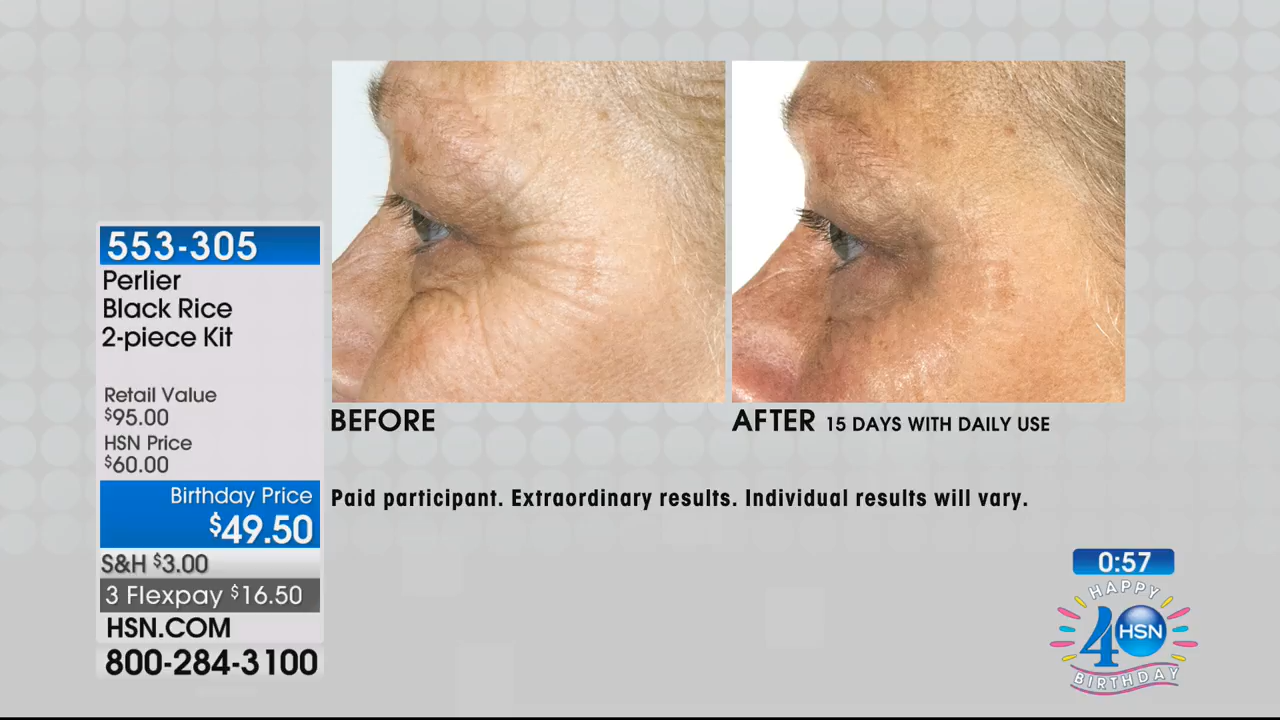 553-305
Perlier
Black Rice
2-piece Kit
Retail Value
$95.00
HSN Price
$60.00
Birthday Price
$49.50
S&H $3.00
3 Flexpay $16.50
HSN.COM
800-284-3100
BEFORE
AFTER 15 DAYS WITH DAILY USE
Paid participant. Extraordinary results. Individual results will vary.
0:57
HAPPY
40
HSN
BIRTHDAY